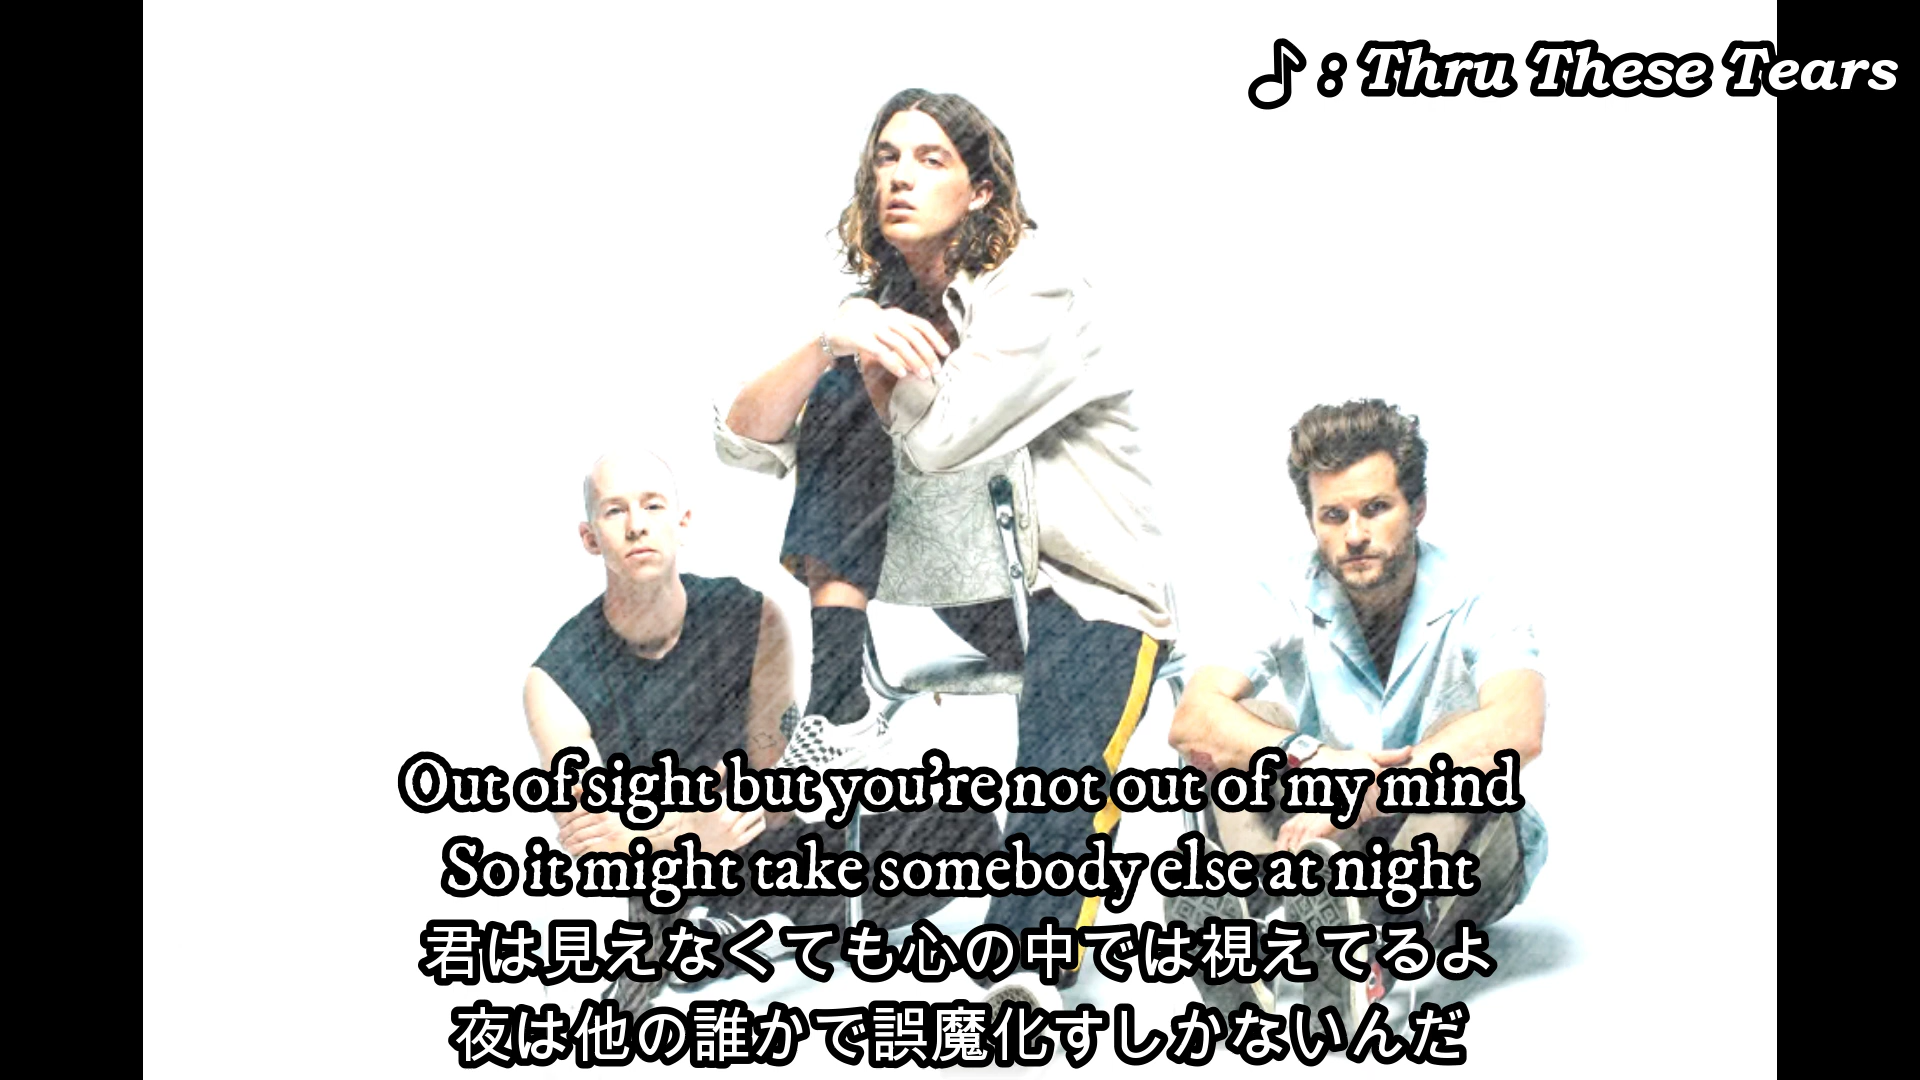 ♪: Thru These Tears
Out of sight but you're not out of my mind
So it might take somebody else at night
君は見えなくても心の中では視えてるよ
夜は他の誰かで誤魔化すしかないんだ